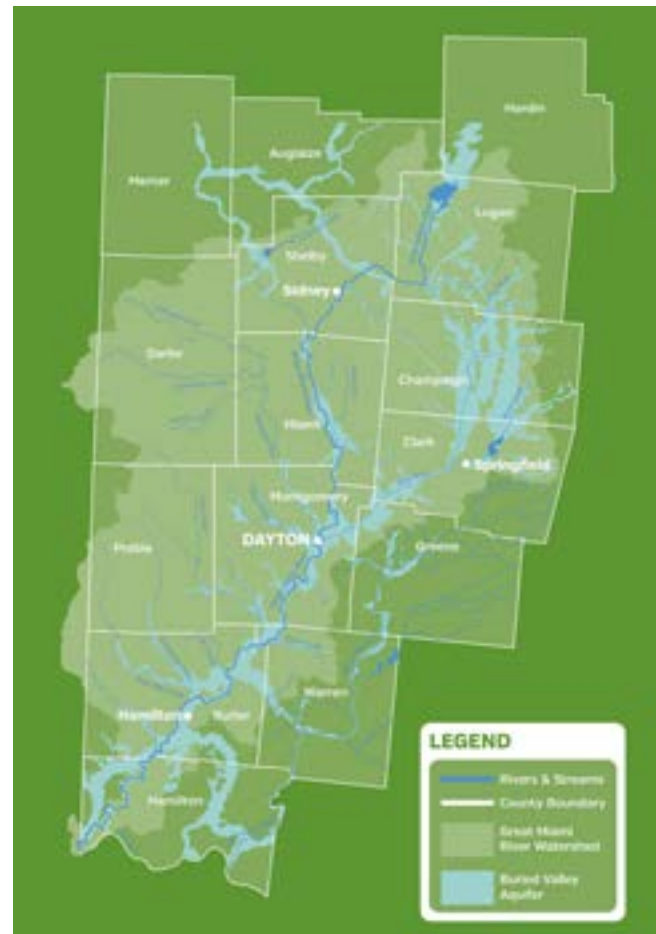 Hardin
Auglaize
Mercer
Logan
Shelby
Sidney
Darke
Champaign
Miami
Clark
Springfield
Montgomery
DAYTON
Greene
Preble
Warren
Hamilton
Butler
Hamilton
LEGEND
Rivers & Streams
County Boundary
Great Miami
River Watershed
Buried Valley
Aquifer